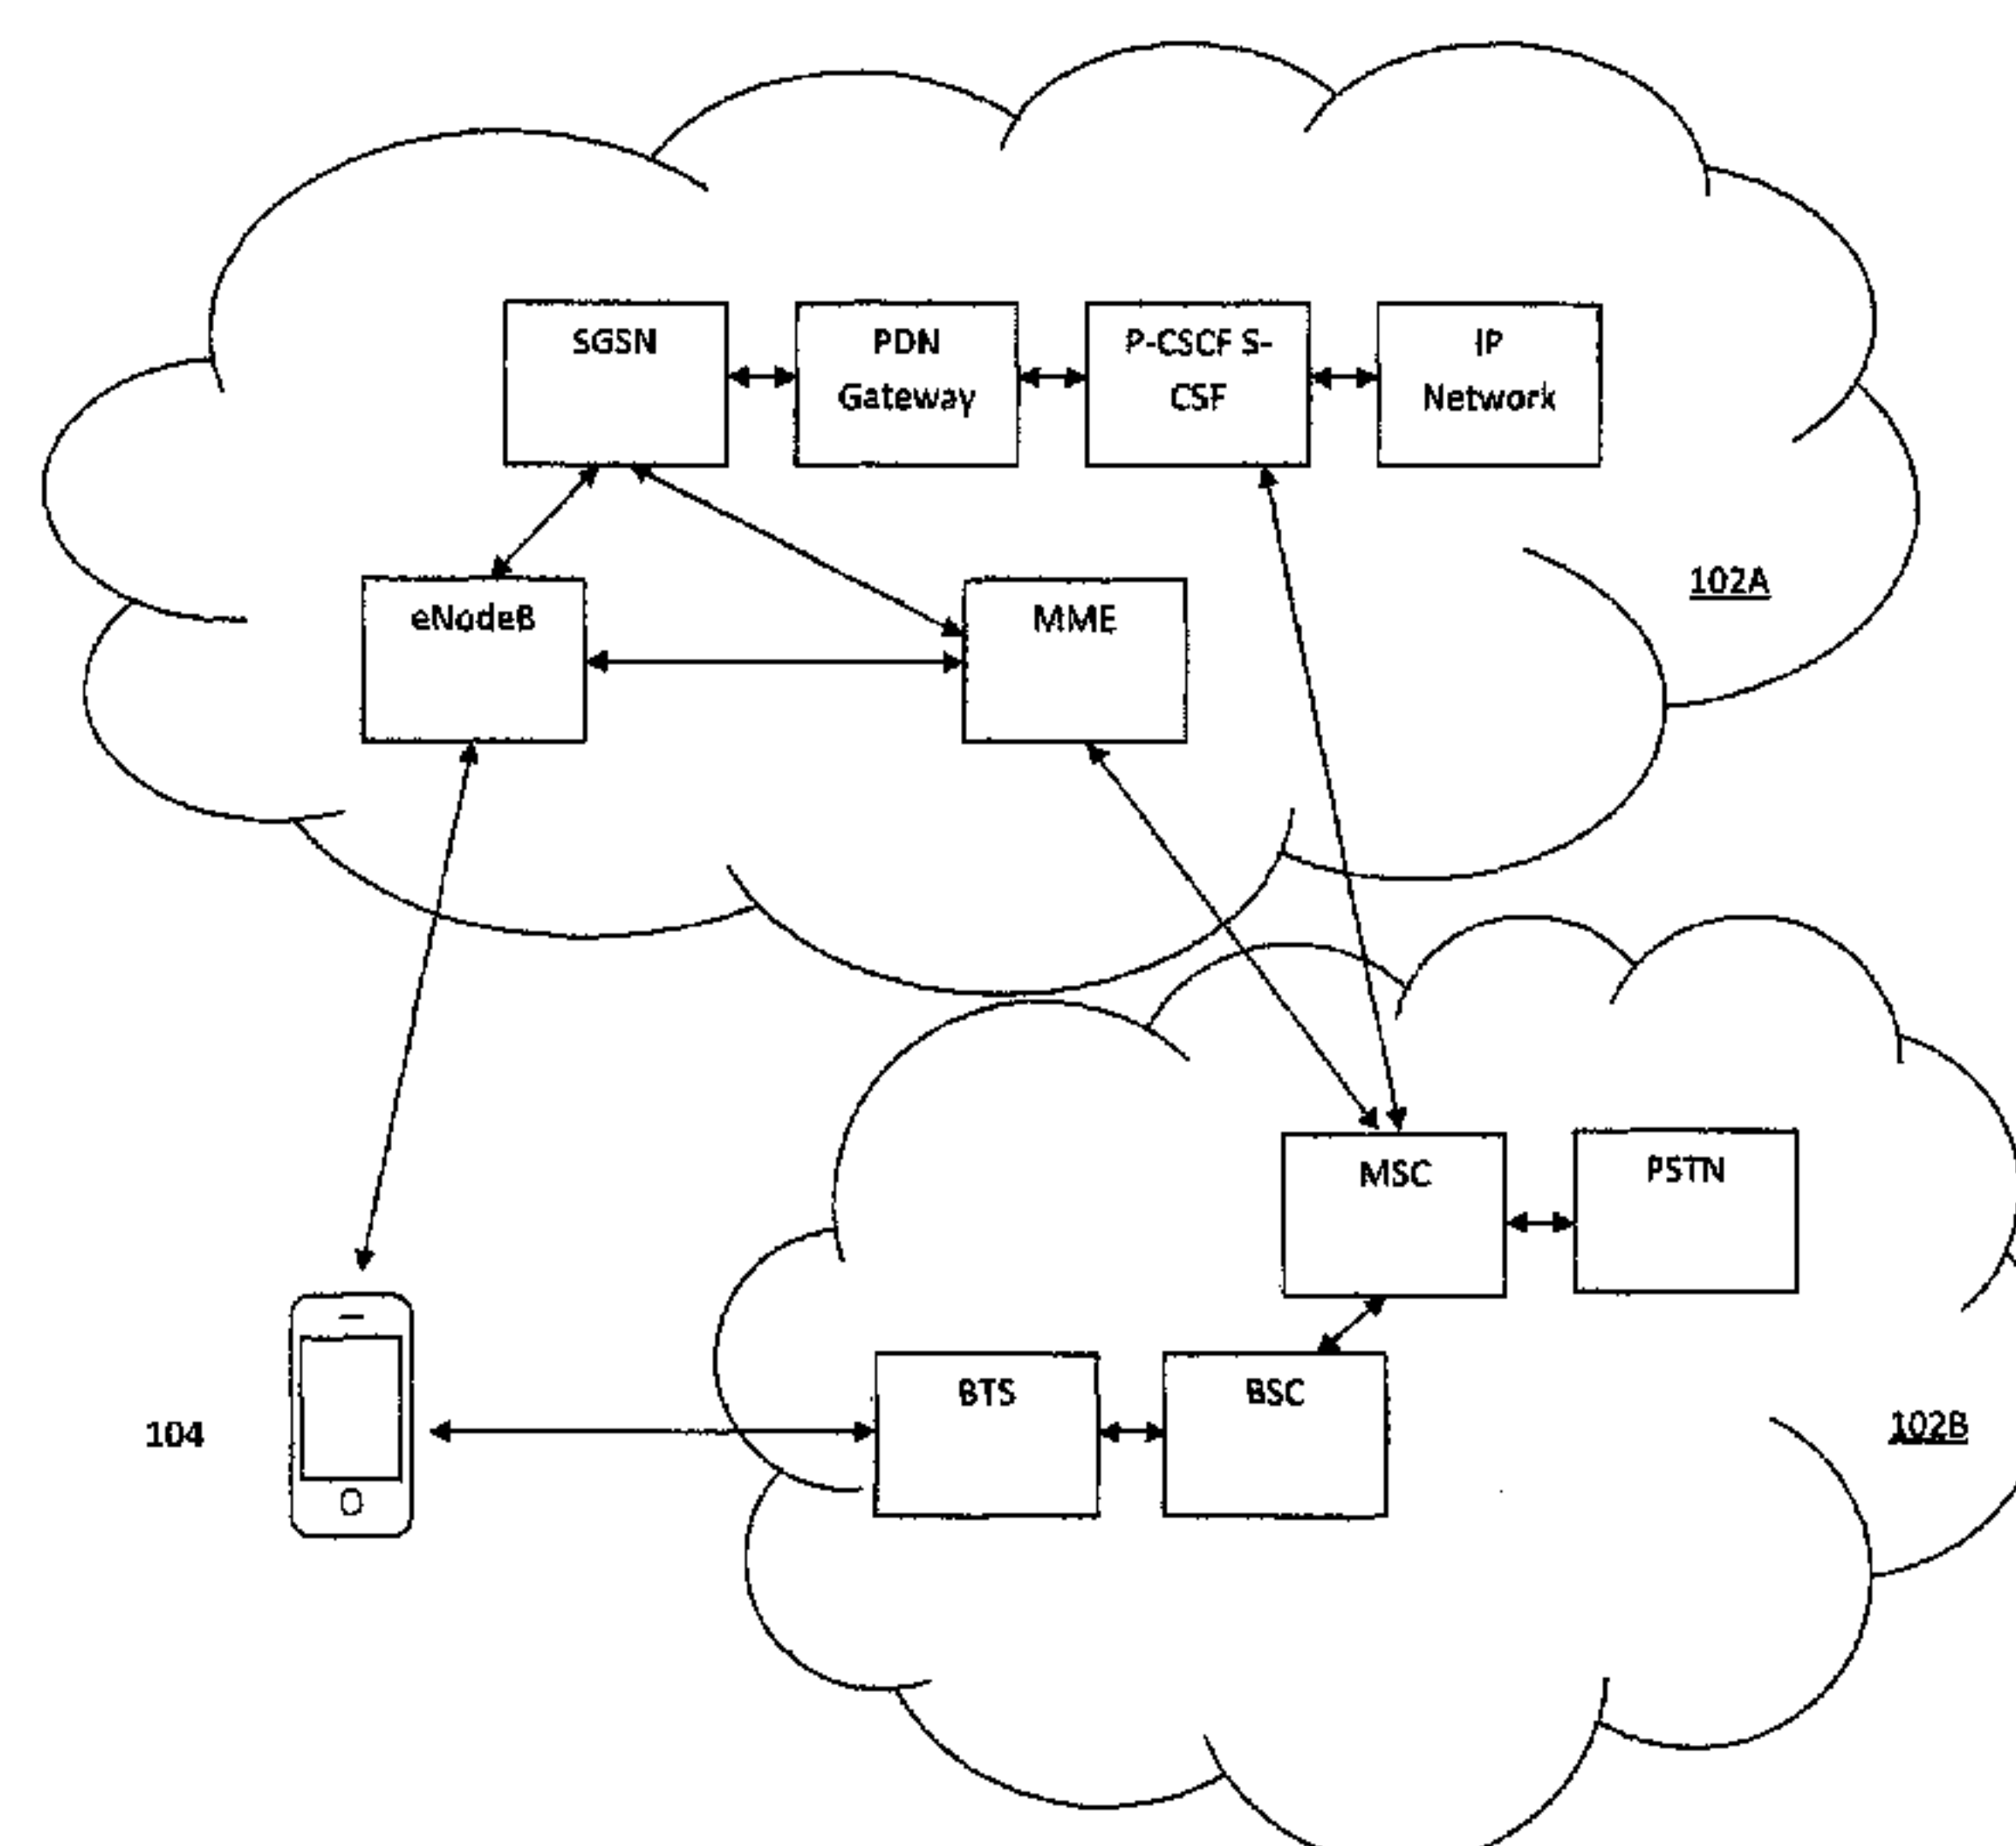 SGSN
PDN
Gateway
P-CSCF S-
CSF
IP
Network
102A
eNodeB
MME
MSC
PSTN
104
BTS
BSC
102B